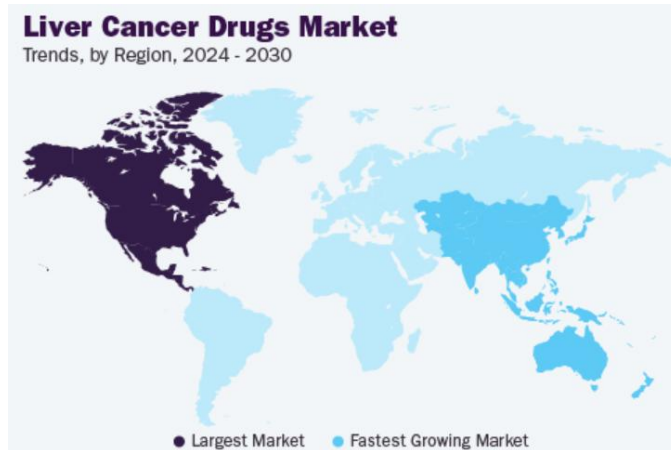 Liver Cancer Drugs Market
Trends, by Region, 2024 - 2030
Largest Market
Fastest Growing Market